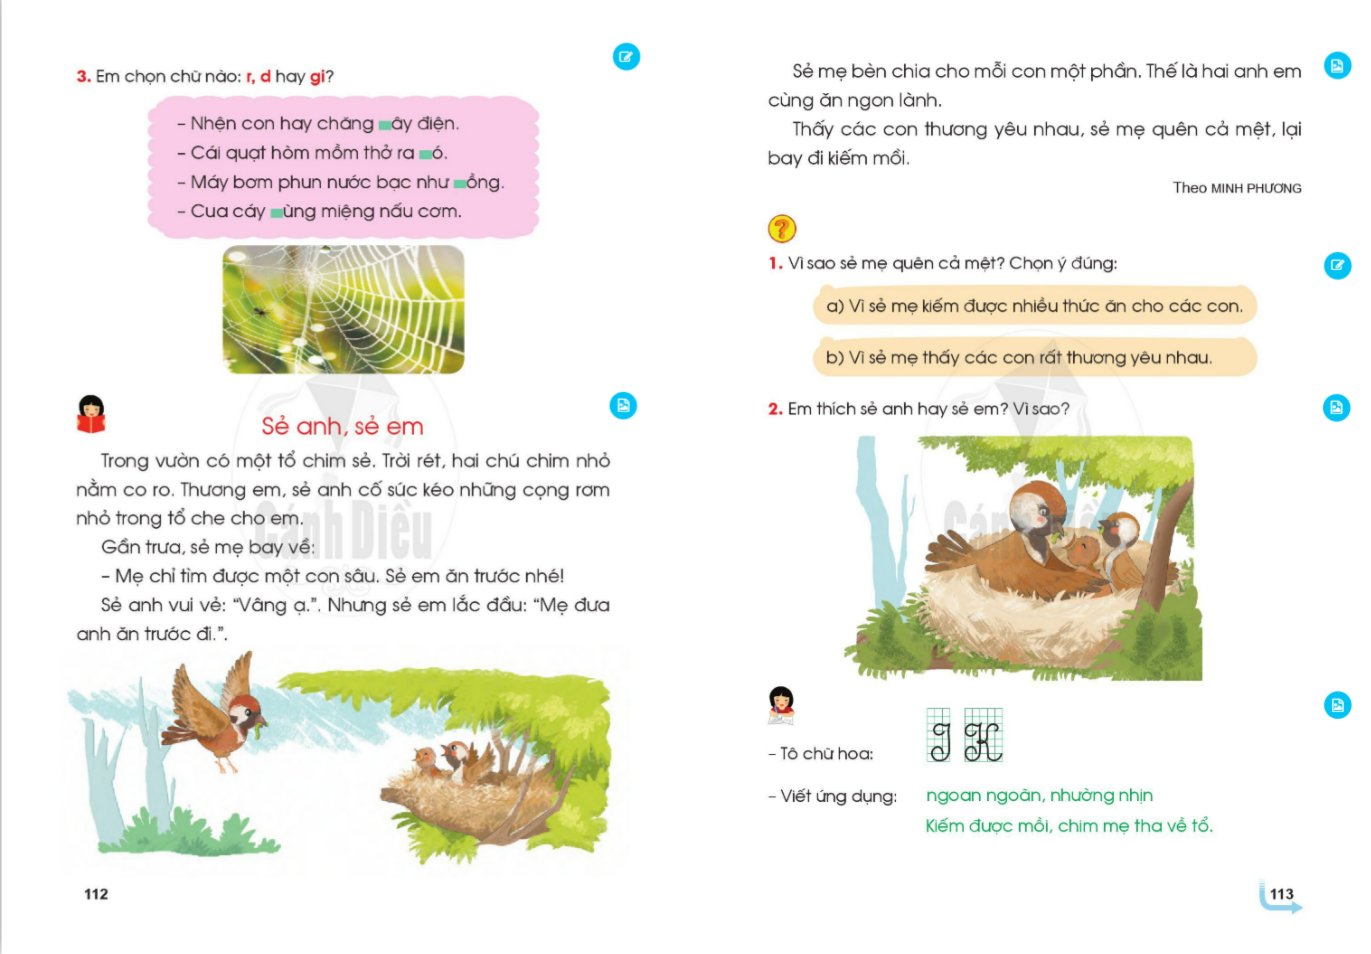 3. Em chọn chữ nào: r, d hay gi?
– Nhện con hay chăng ây điện.
– Cái quạt hòm mồm thở ra ó.
– Máy bơm phun nước bạc như ồng.
– Cua cáy ùng miệng nấu cơm.
Sẻ anh, sẻ em
Trong vườn có một tổ chim sẻ. Trời rét, hai chú chim nhỏ
nằm co ro. Thương em, sẻ anh cố sức kéo những cọng rơm
nhỏ trong tổ che cho em.
Gần trưa, sẻ mẹ bay về:
– Mẹ chỉ tìm được một con sâu. Sẻ em ăn trước nhé!
Sẻ anh vui vẻ: “Vâng ạ.”. Nhưng sẻ em lắc đầu: “Mẹ đưa
anh ăn trước đi.”.
Cánh Diều
112
Sẻ mẹ bèn chia cho mỗi con một phần. Thế là hai anh em
cùng ăn ngon lành.
Thấy các con thương yêu nhau, sẻ mẹ quên cả mệt, lại
bay đi kiếm mồi.
Theo MINH PHƯƠNG
?
1. Vì sao sẻ mẹ quên cả mệt? Chọn ý đúng:
a) Vì sẻ mẹ kiếm được nhiều thức ăn cho các con.
b) Vì sẻ mẹ thấy các con rất thương yêu nhau.
2. Em thích sẻ anh hay sẻ em? Vì sao?
Cánh Diều
– Tô chữ hoa: I K
– Viết ứng dụng: ngoan ngoãn, nhường nhịn
Kiếm được mồi, chim mẹ tha về tổ.
113